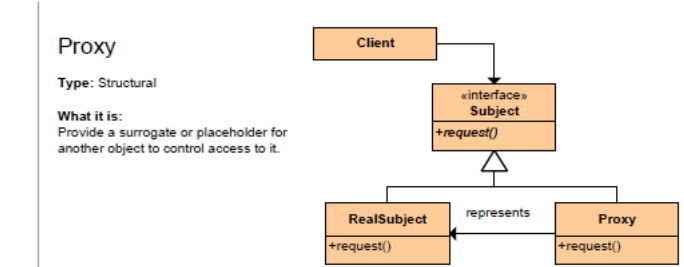 Proxy
Type: Structural
What it is:
Provide a surrogate or placeholder for
another object to control access to it.
Client
«interface»
Subject
+request()
RealSubject
+request()
represents
Proxy
+request()